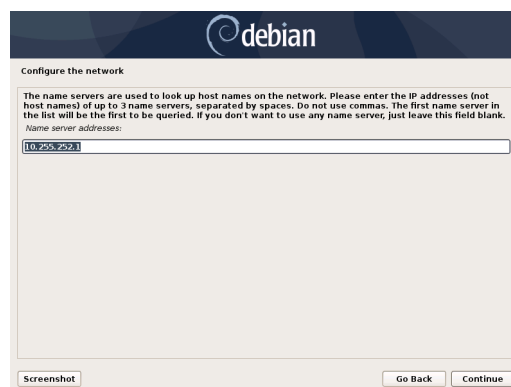 debian
Configure the network
The name servers are used to look up host names on the network. Please enter the IP addresses (not
host names) of up to 3 name servers, separated by spaces. Do not use commas. The first name server in
the list will be the first to be queried. If you don't want to use any name server, just leave this field blank.
Name server addresses:
10.255.252.1
Screenshot
Go Back
Continue